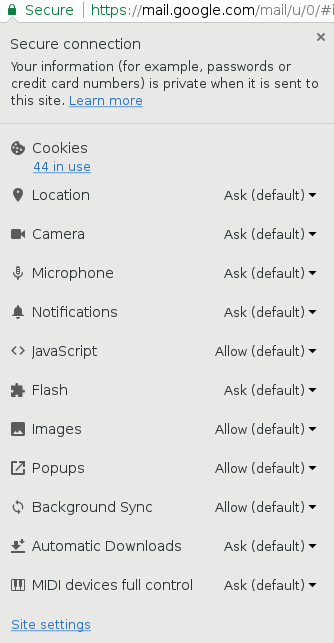 Secure https://mail.google.com/mail/u/0/#i
Secure connection
Your information (for example, passwords or
credit card numbers) is private when it is sent to
this site. Learn more
Cookies
44 in use
Location Ask (default)
Camera Ask (default)
Microphone Ask (default)
Notifications Ask (default)
JavaScript Allow (default)
Flash Ask (default)
Images Allow (default)
Popups Allow (default)
Background Sync Allow (default)
Automatic Downloads Ask (default)
MIDI devices full control Ask (default)
Site settings